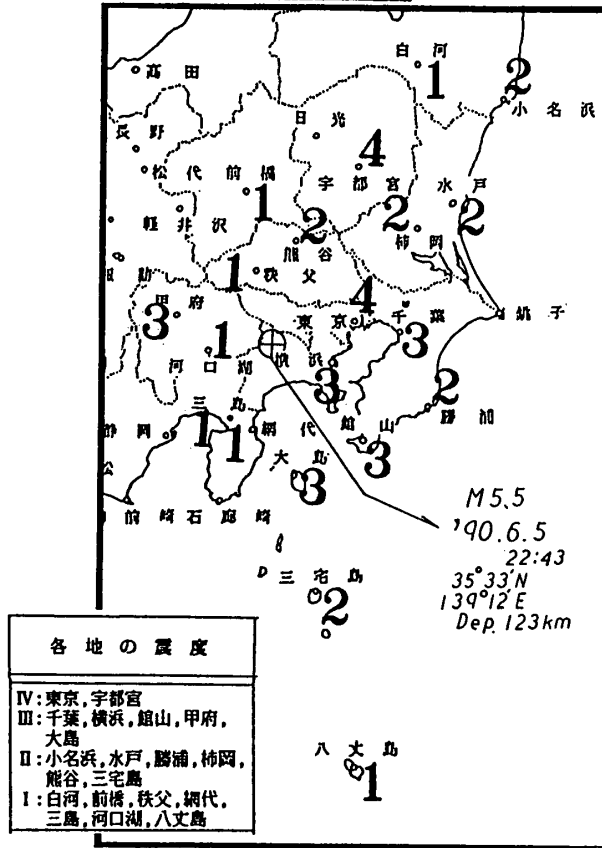 白河
1
2
高田
小名浜
日光
長野
4
松代
前橋
宇都宮
水戸
1
2
2
軽井沢
2
柿岡
熊谷
1
秩父
4
甲府
東京
千葉
銚子
3
1
3
河口湖
横浜
3
2
三島
勝浦
1
1
網代
館山
3
大島
3
石廊崎
M5.5
'90.6.5
22:43
35°33′N
139°12′E
Dep. 123km
三宅島
2
各地の震度
IV:東京,宇都宮
III:千葉,横浜,館山,甲府,
大島
II:小名浜,水戸,勝浦,柿岡,
熊谷,三宅島
I:白河,前橋,秩父,網代,
三島,河口湖,八丈島
八丈島
1